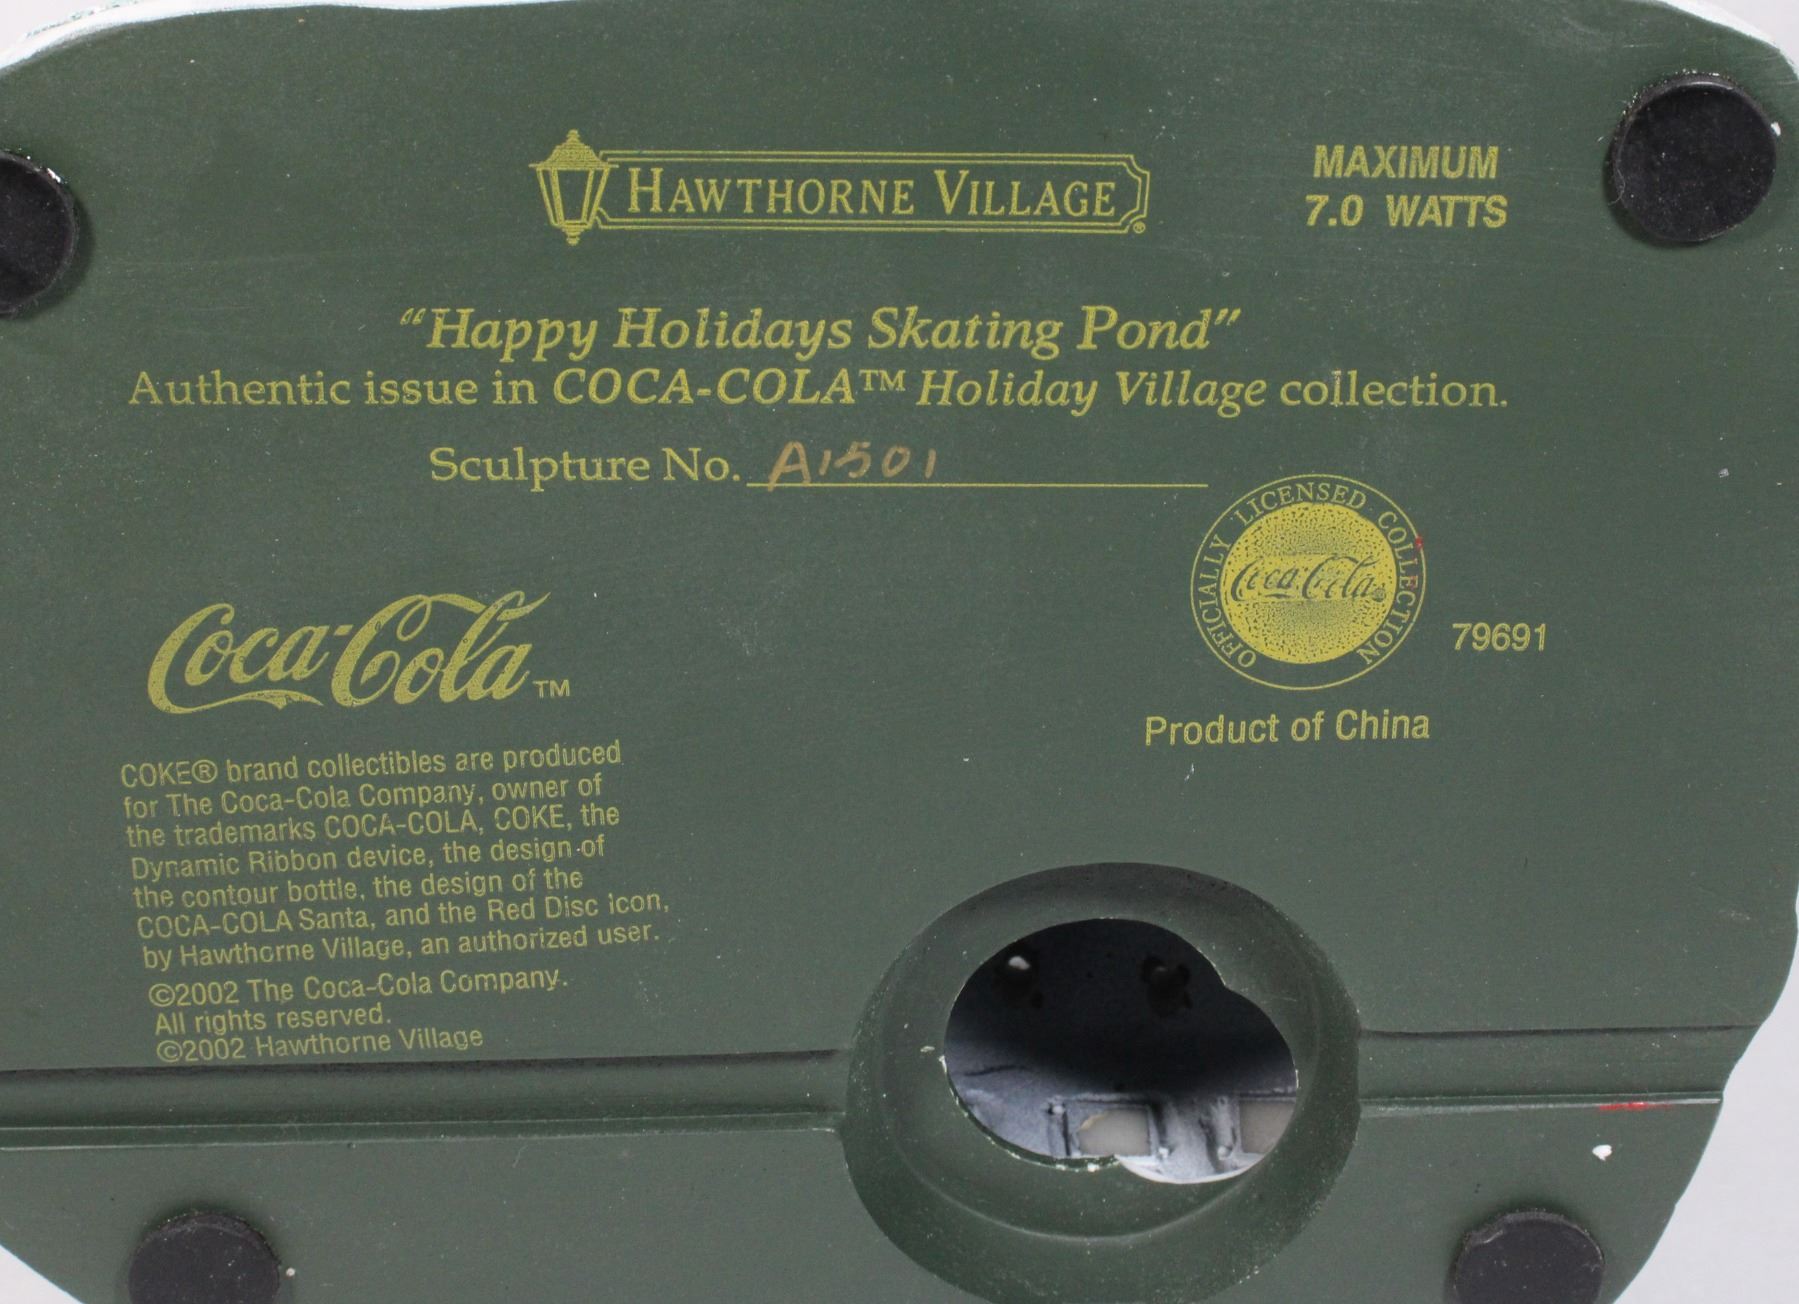 HAWTHORNE VILLAGE®
MAXIMUM
7.0 WATTS
“Happy Holidays Skating Pond”
Authentic issue in COCA-COLA™ Holiday Village collection.
Sculpture No. A1501
OFFICIALLY LICENSED COLLECTION
Coca-Cola®
79691
Product of China
Coca-Cola™
COKE® brand collectibles are produced
for The Coca-Cola Company, owner of
the trademarks COCA-COLA, COKE, the
Dynamic Ribbon device, the design of
the contour bottle, the design of the
COCA-COLA Santa, and the Red Disc icon,
by Hawthorne Village, an authorized user.
©2002 The Coca-Cola Company.
All rights reserved.
©2002 Hawthorne Village